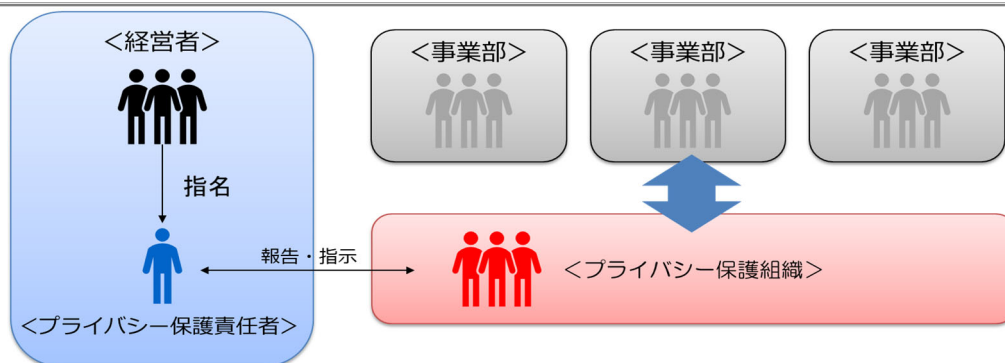 ＜経営者＞
指名
＜プライバシー保護責任者＞
報告・指示
＜事業部＞
＜事業部＞
＜事業部＞
＜プライバシー保護組織＞